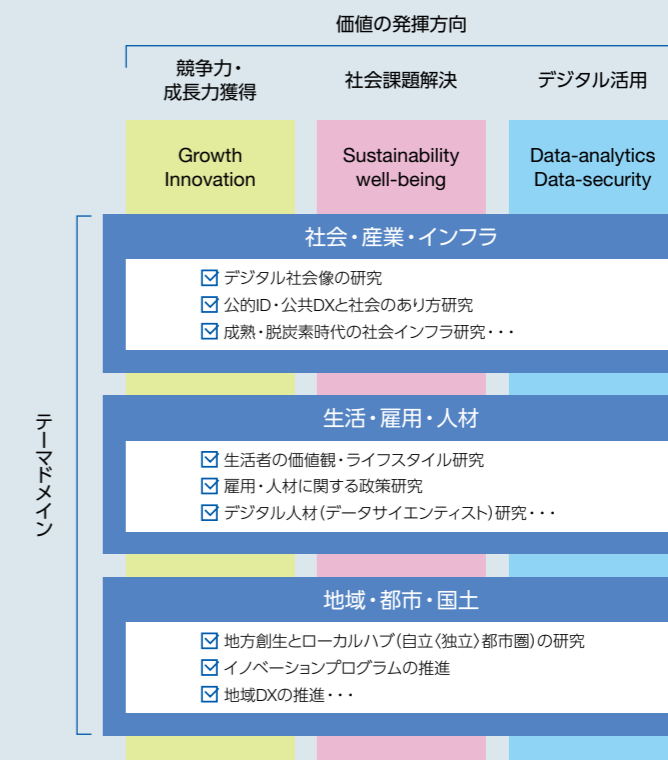 価値の発揮方向
競争力・
成長力獲得
社会課題解決
デジタル活用
Growth
Innovation
Sustainability
well-being
Data-analytics
Data-security
テーマドメイン
社会・産業・インフラ
デジタル社会像の研究
公的ID・公共DXと社会のあり方研究
成熟・脱炭素時代の社会インフラ研究・・・
生活・雇用・人材
生活者の価値観・ライフスタイル研究
雇用・人材に関する政策研究
デジタル人材(データサイエンティスト)研究・・・
地域・都市・国土
地方創生とローカルハブ(自立〈独立〉都市圏)の研究
イノベーションプログラムの推進
地域DXの推進・・・